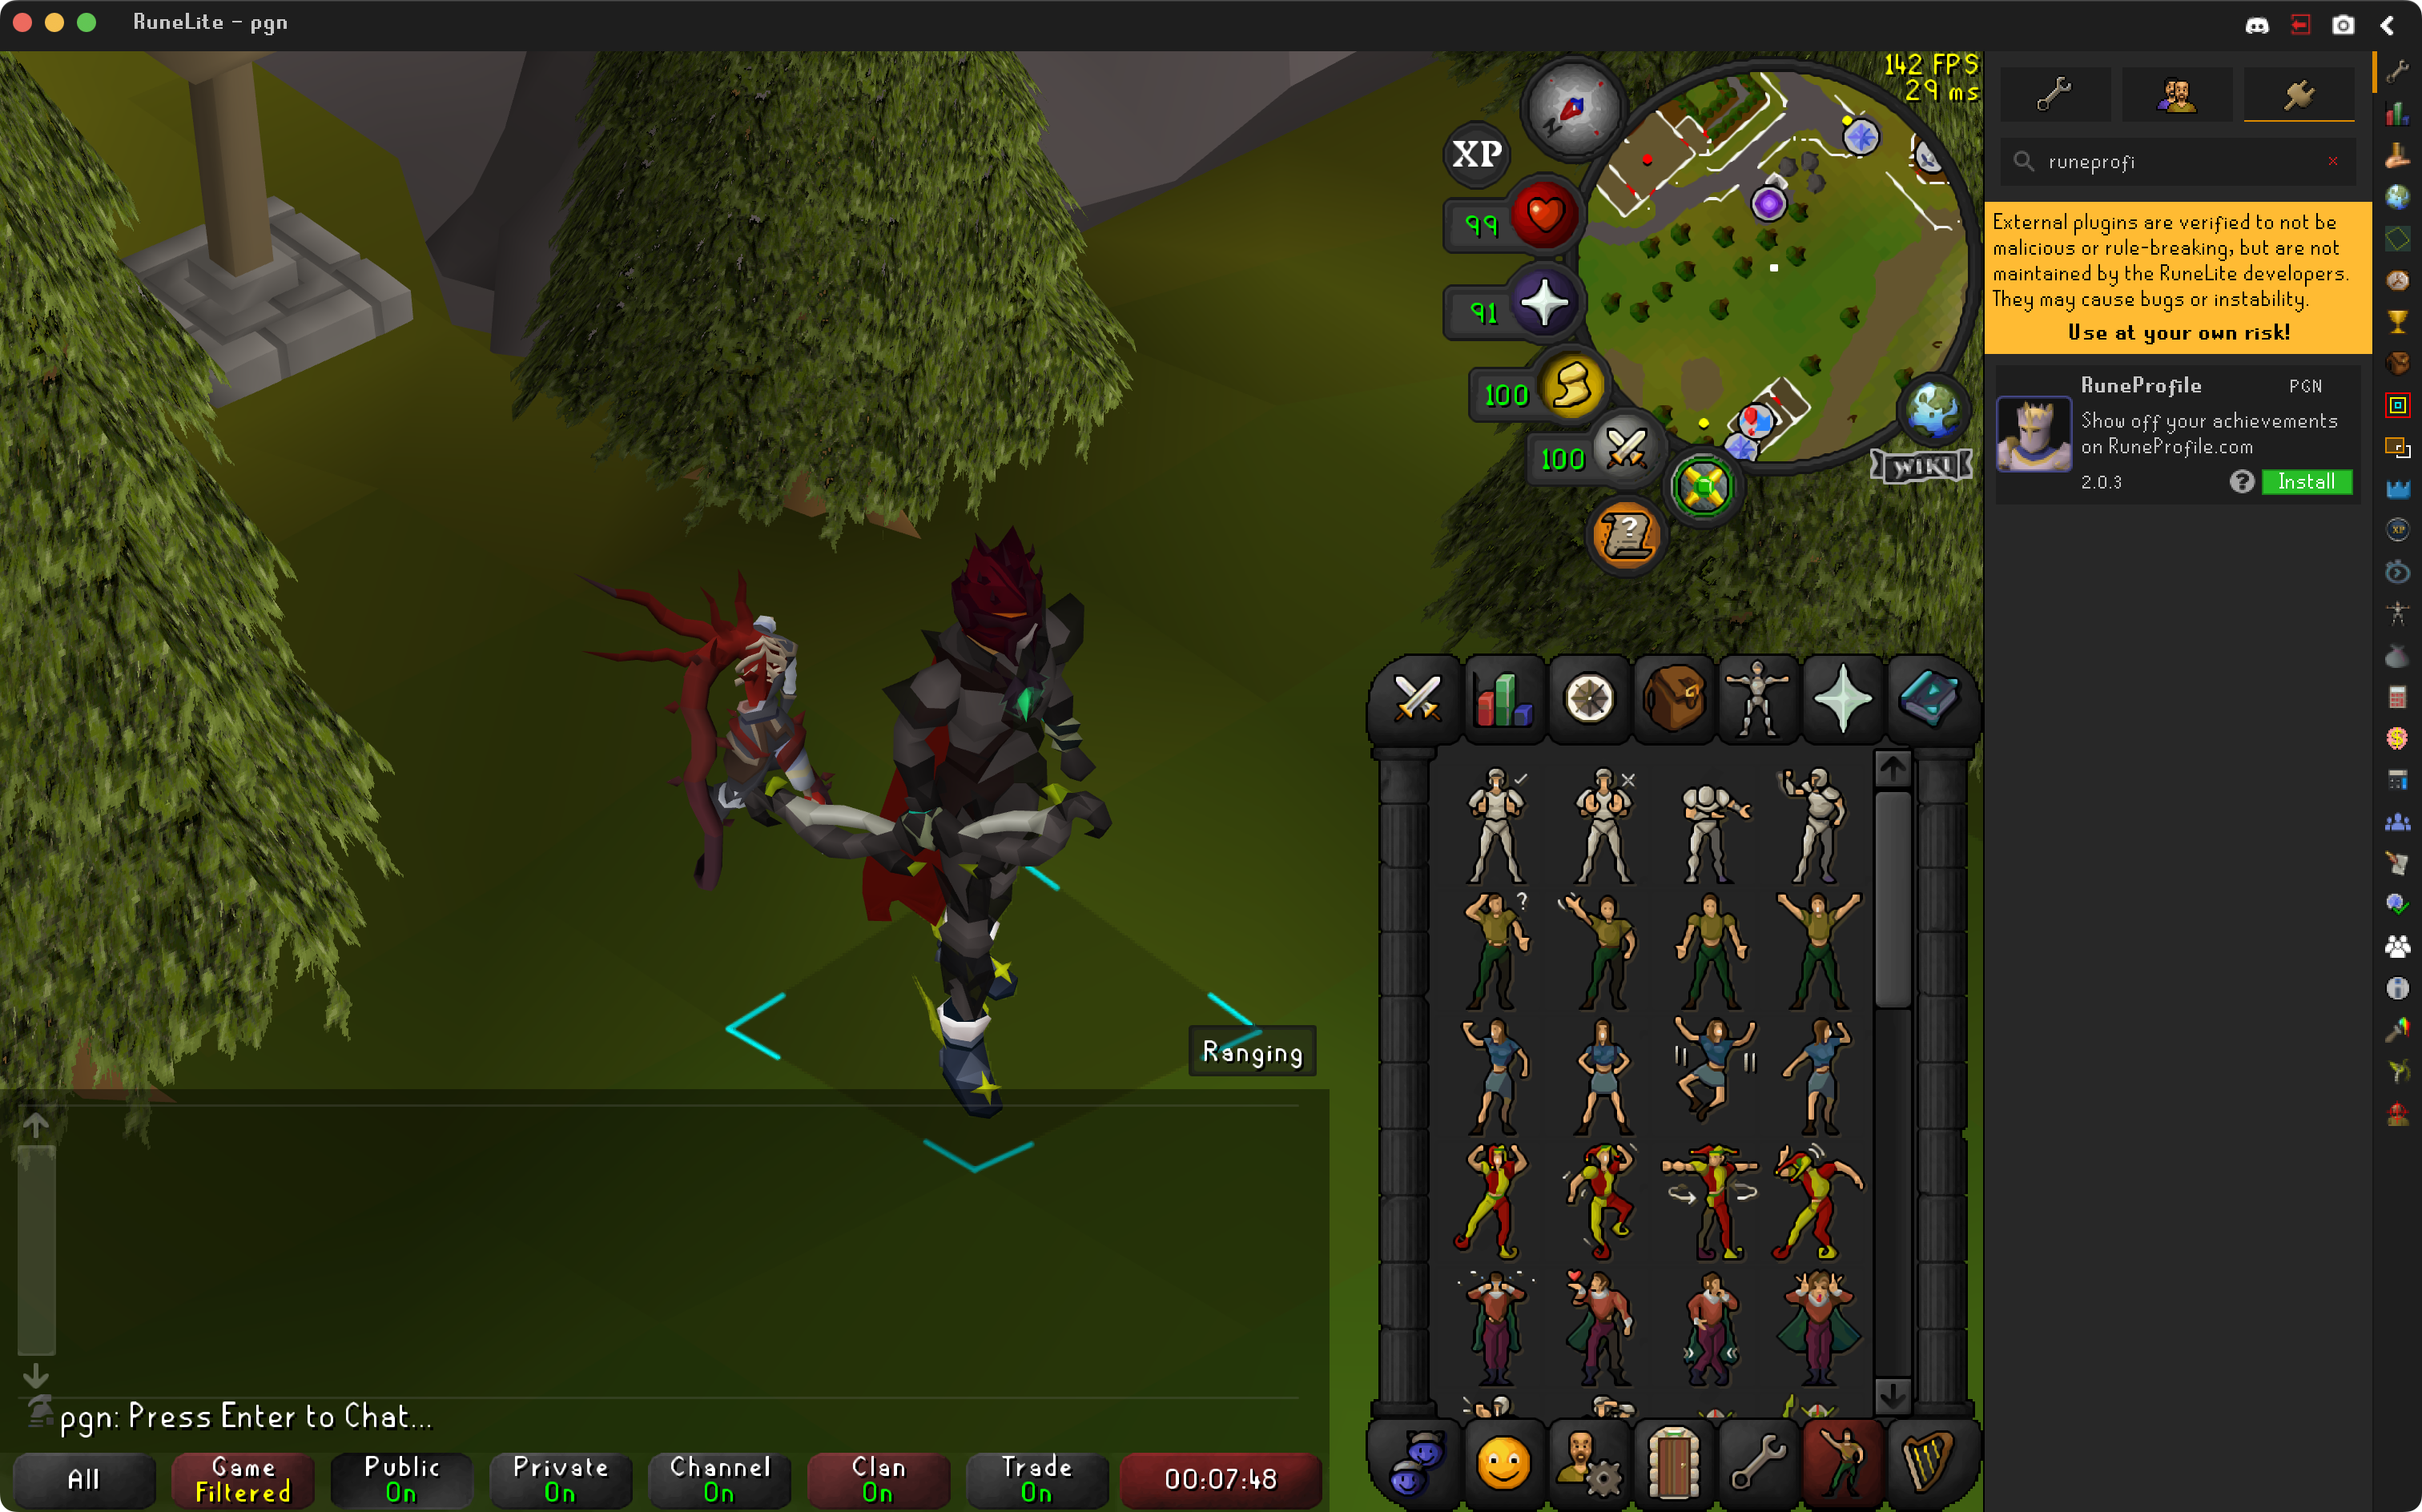 RuneLite - pgn
142 FPS
29 ms
XP
99
91
100
100
WIKI
runeprofi
External plugins are verified to not be
malicious or rule-breaking, but are not
maintained by the RuneLite developers.
They may cause bugs or instability.
Use at your own risk!
RuneProfile PGN
Show off your achievements
on RuneProfile.com
2.0.3 ? Install
Ranging
pgn: Press Enter to Chat...
All
Game
Filtered
Public
On
Private
On
Channel
On
Clan
On
Trade
On
00:07:48